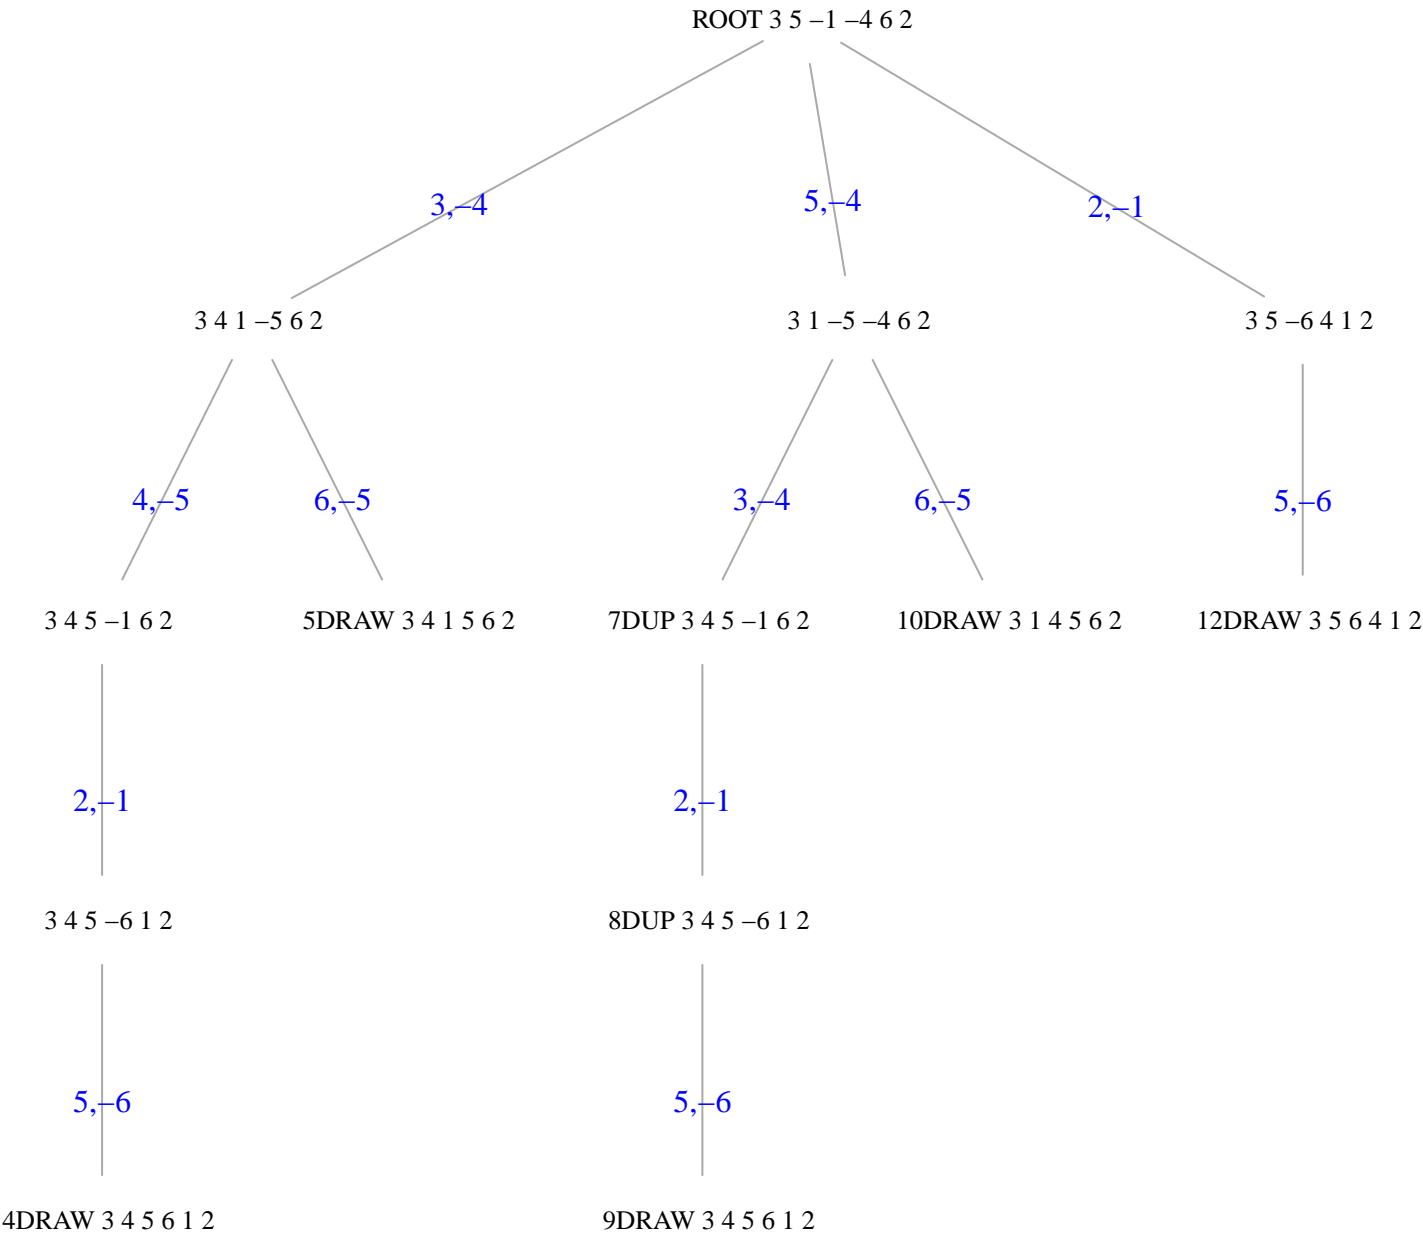 ROOT 3 5 –1 –4 6 2
3,–4
5,–4
2,–1
3 4 1 –5 6 2
3 1 –5 –4 6 2
3 5 –6 4 1 2
4,–5
6,–5
3,–4
6,–5
5,–6
3 4 5 –1 6 2
5DRAW 3 4 1 5 6 2
7DUP 3 4 5 –1 6 2
10DRAW 3 1 4 5 6 2
12DRAW 3 5 6 4 1 2
2,–1
2,–1
3 4 5 –6 1 2
8DUP 3 4 5 –6 1 2
5,–6
5,–6
4DRAW 3 4 5 6 1 2
9DRAW 3 4 5 6 1 2